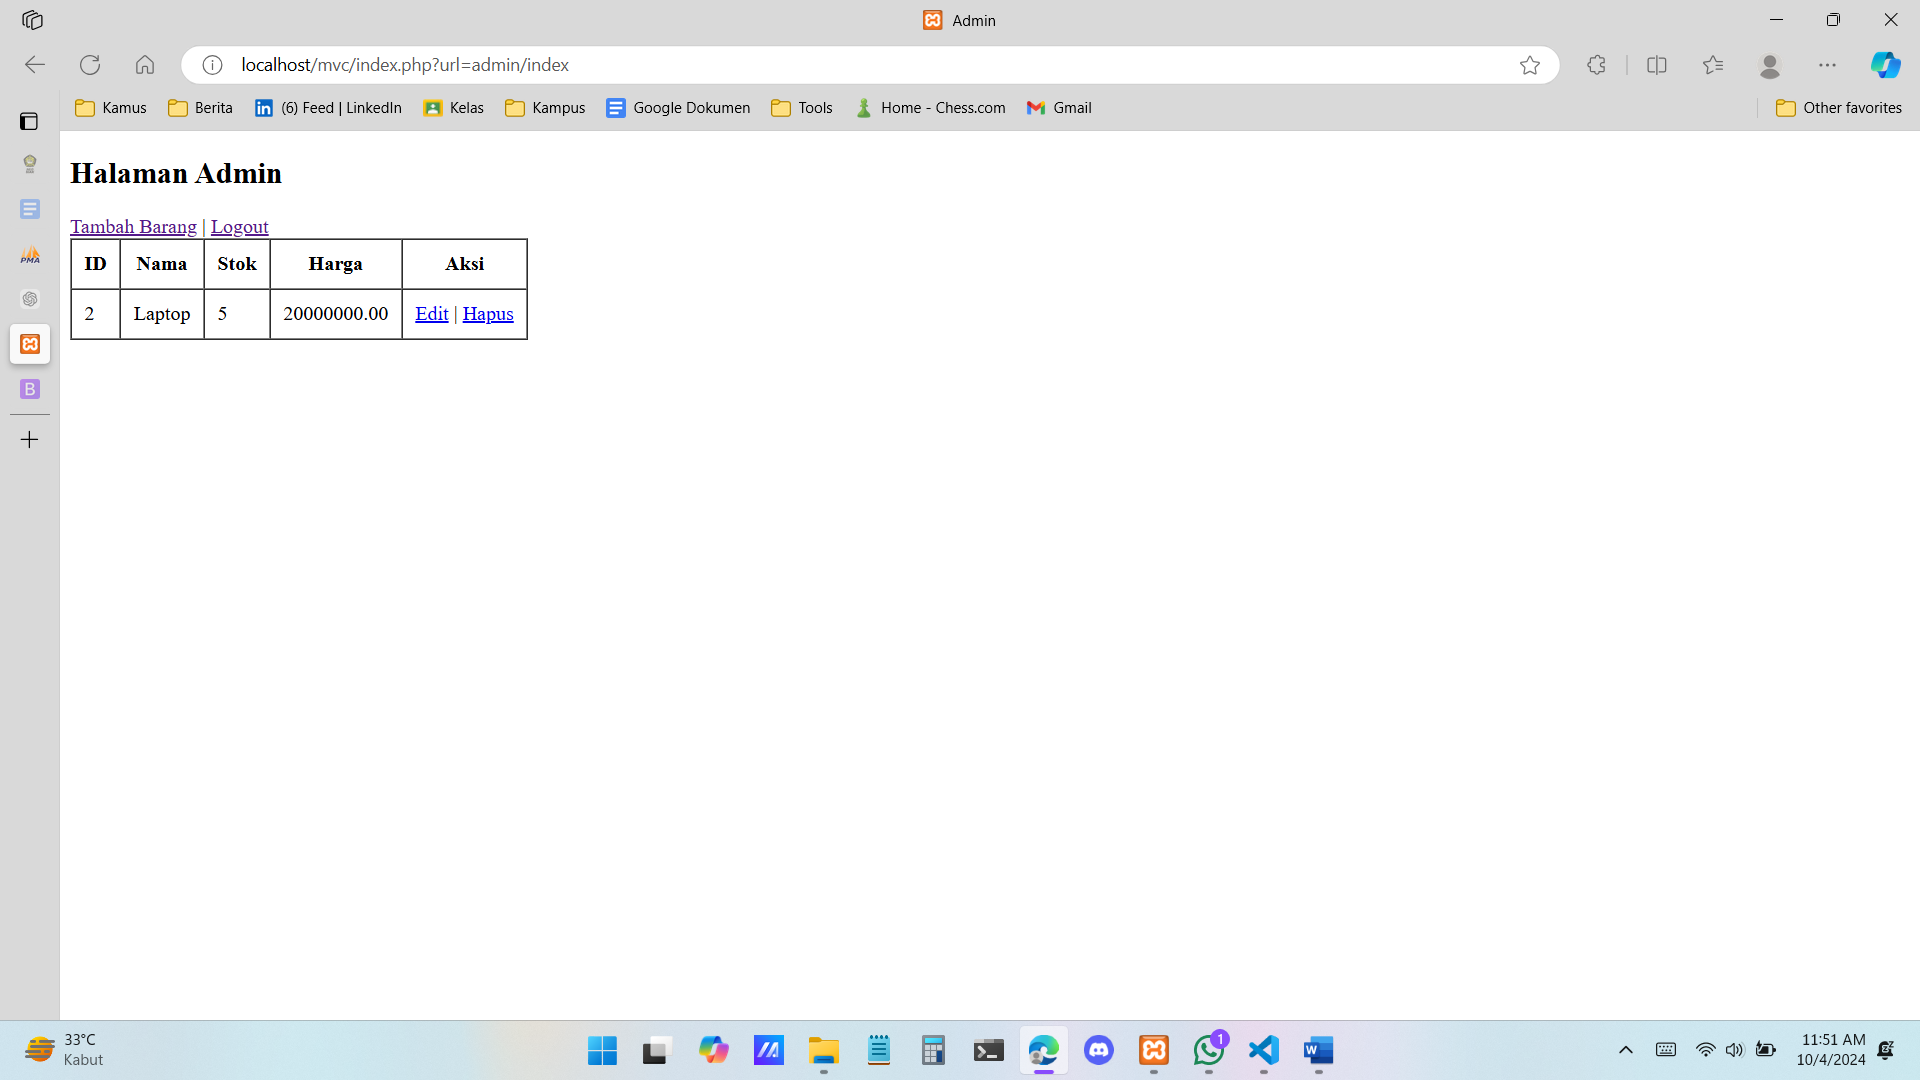 Admin
localhost/mvc/index.php?url=admin/index
Kamus Berita (6) Feed | LinkedIn Kelas Kampus Google Dokumen Tools Home - Chess.com Gmail Other favorites
Halaman Admin
Tambah Barang | Logout
ID Nama Stok Harga Aksi
2 Laptop 5 20000000.00 Edit | Hapus
33°C
Kabut
1
11:51 AM
10/4/2024